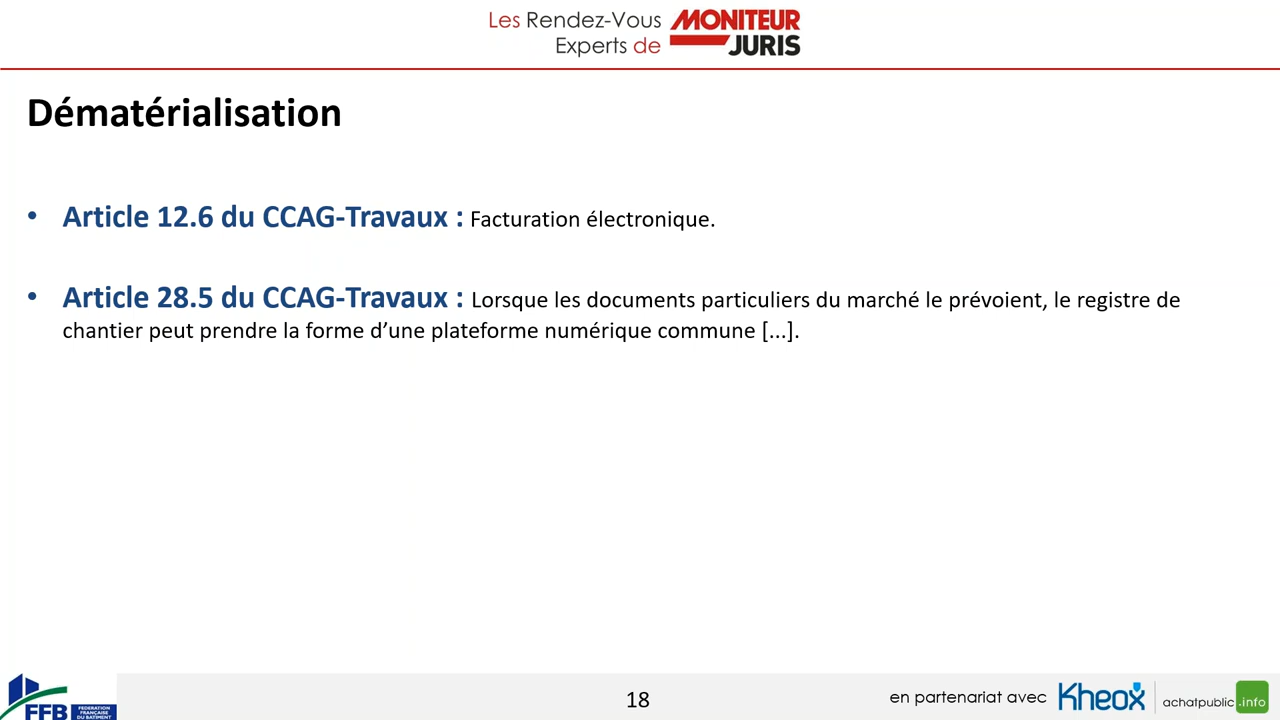 Les Rendez-Vous
Experts de
MONITEUR
JURIS
Dématérialisation
• Article 12.6 du CCAG-Travaux : Facturation électronique.
• Article 28.5 du CCAG-Travaux : Lorsque les documents particuliers du marché le prévoient, le registre de
chantier peut prendre la forme d’une plateforme numérique commune [...].
FFB
FEDERATION
FRANÇAISE
DU BATIMENT
18
en partenariat avec
Kheox
achatpublic.info